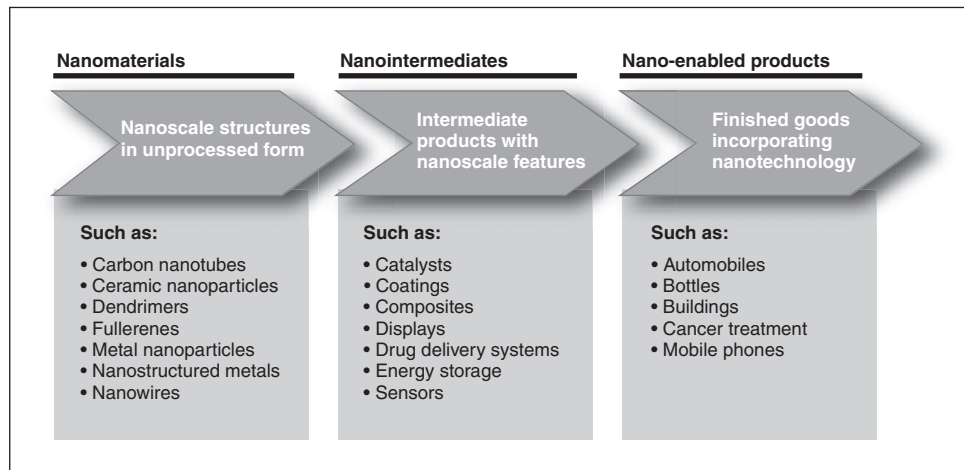 Nanomaterials
Nanoscale structures
in unprocessed form
Such as:
• Carbon nanotubes
• Ceramic nanoparticles
• Dendrimers
• Fullerenes
• Metal nanoparticles
• Nanostructured metals
• Nanowires
Nanointermediates
Intermediate
products with
nanoscale features
Such as:
• Catalysts
• Coatings
• Composites
• Displays
• Drug delivery systems
• Energy storage
• Sensors
Nano-enabled products
Finished goods
incorporating
nanotechnology
Such as:
• Automobiles
• Bottles
• Buildings
• Cancer treatment
• Mobile phones